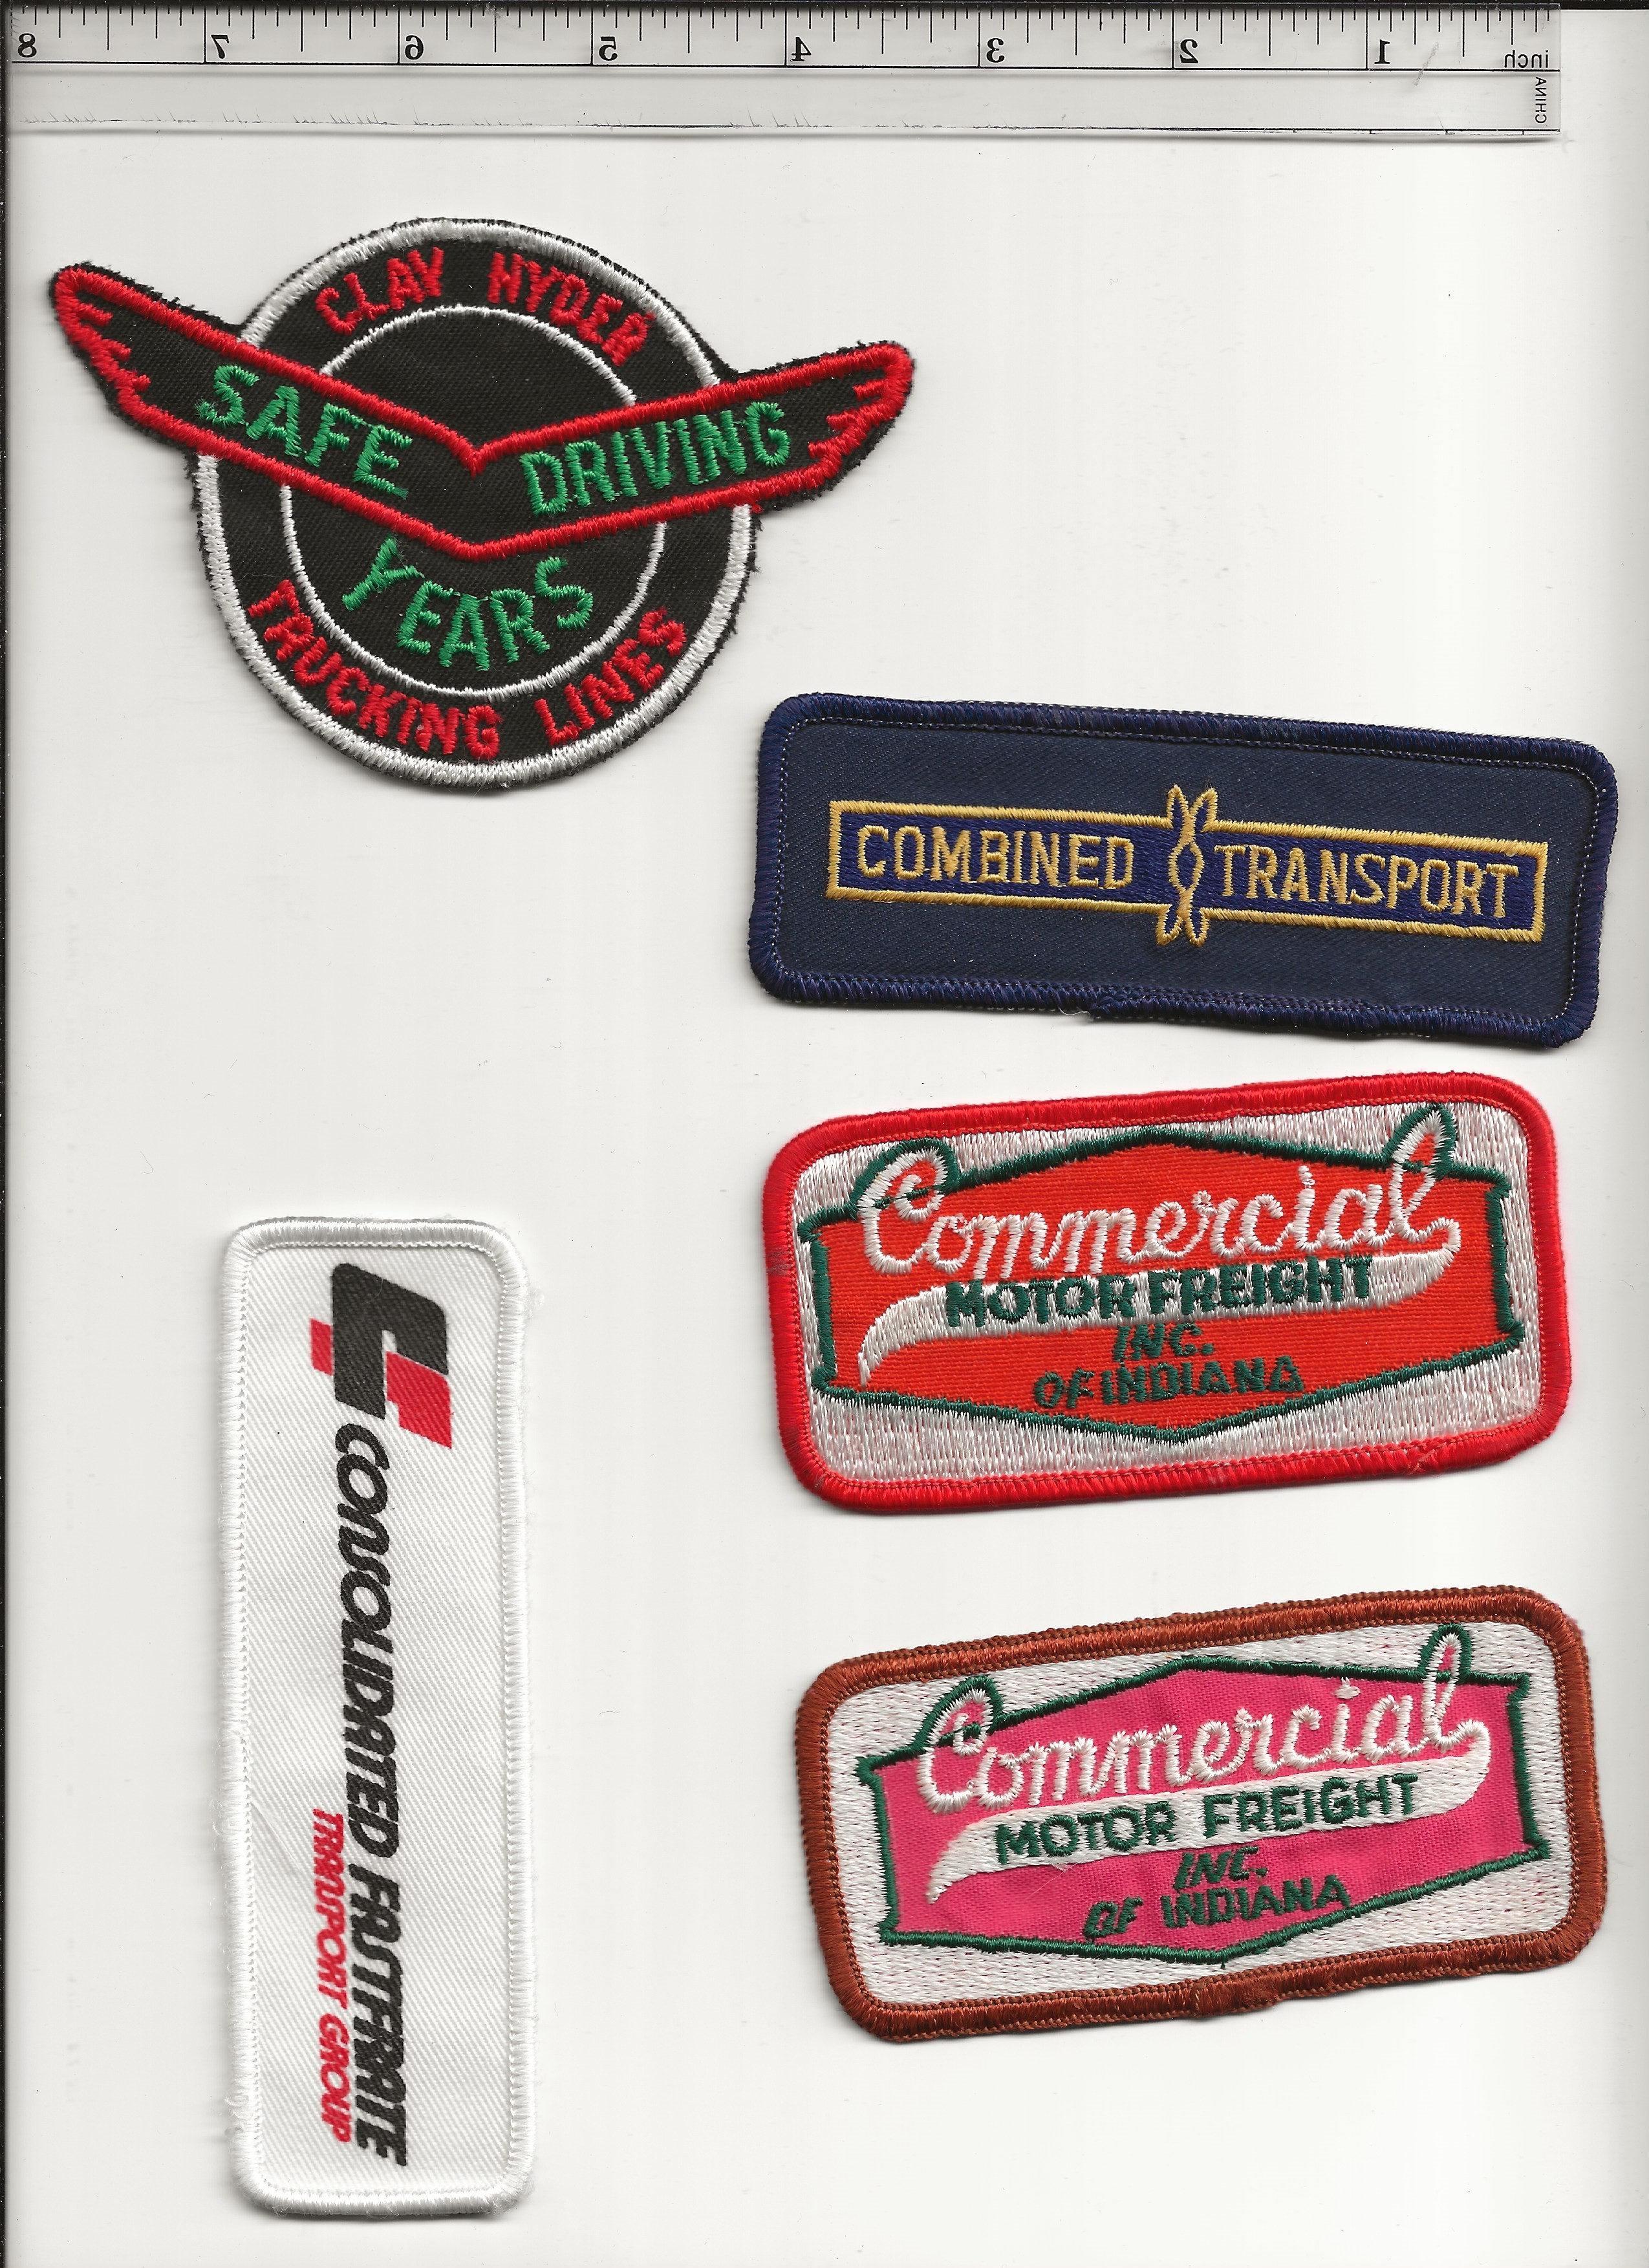 8 7 6 5 4 3 2 1 inch
CHINA
CLAY HYDER
SAFE DRIVING
YEARS
TRUCKING LINES
COMBINED TRANSPORT
Commercial
MOTOR FREIGHT
INC.
OF INDIANA
CONSOLIDATED FASTFRATE
TRANSPORT GROUP
Commercial
MOTOR FREIGHT
INC.
OF INDIANA